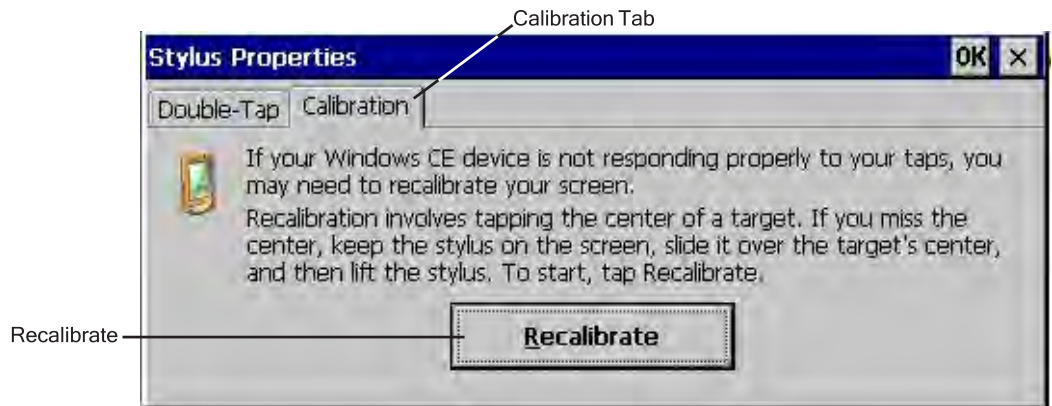 Calibration Tab
Stylus Properties OK ×
Double-Tap Calibration
If your Windows CE device is not responding properly to your taps, you
may need to recalibrate your screen.
Recalibration involves tapping the center of a target. If you miss the
center, keep the stylus on the screen, slide it over the target's center,
and then lift the stylus. To start, tap Recalibrate.
Recalibrate Recalibrate